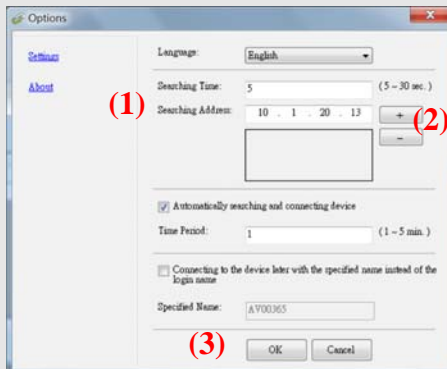 Options
Settings
About
Language: English
Searching Time: 5 (5 ~ 30 sec.)
(1)
Searching Address: 10 . 1 . 20 . 13 + (2)
−
Automatically searching and connecting device
Time Period: 1 (1 ~ 5 min.)
Connecting to the device later with the specified name instead of the
login name
Specified Name: AV00365
(3) OK Cancel